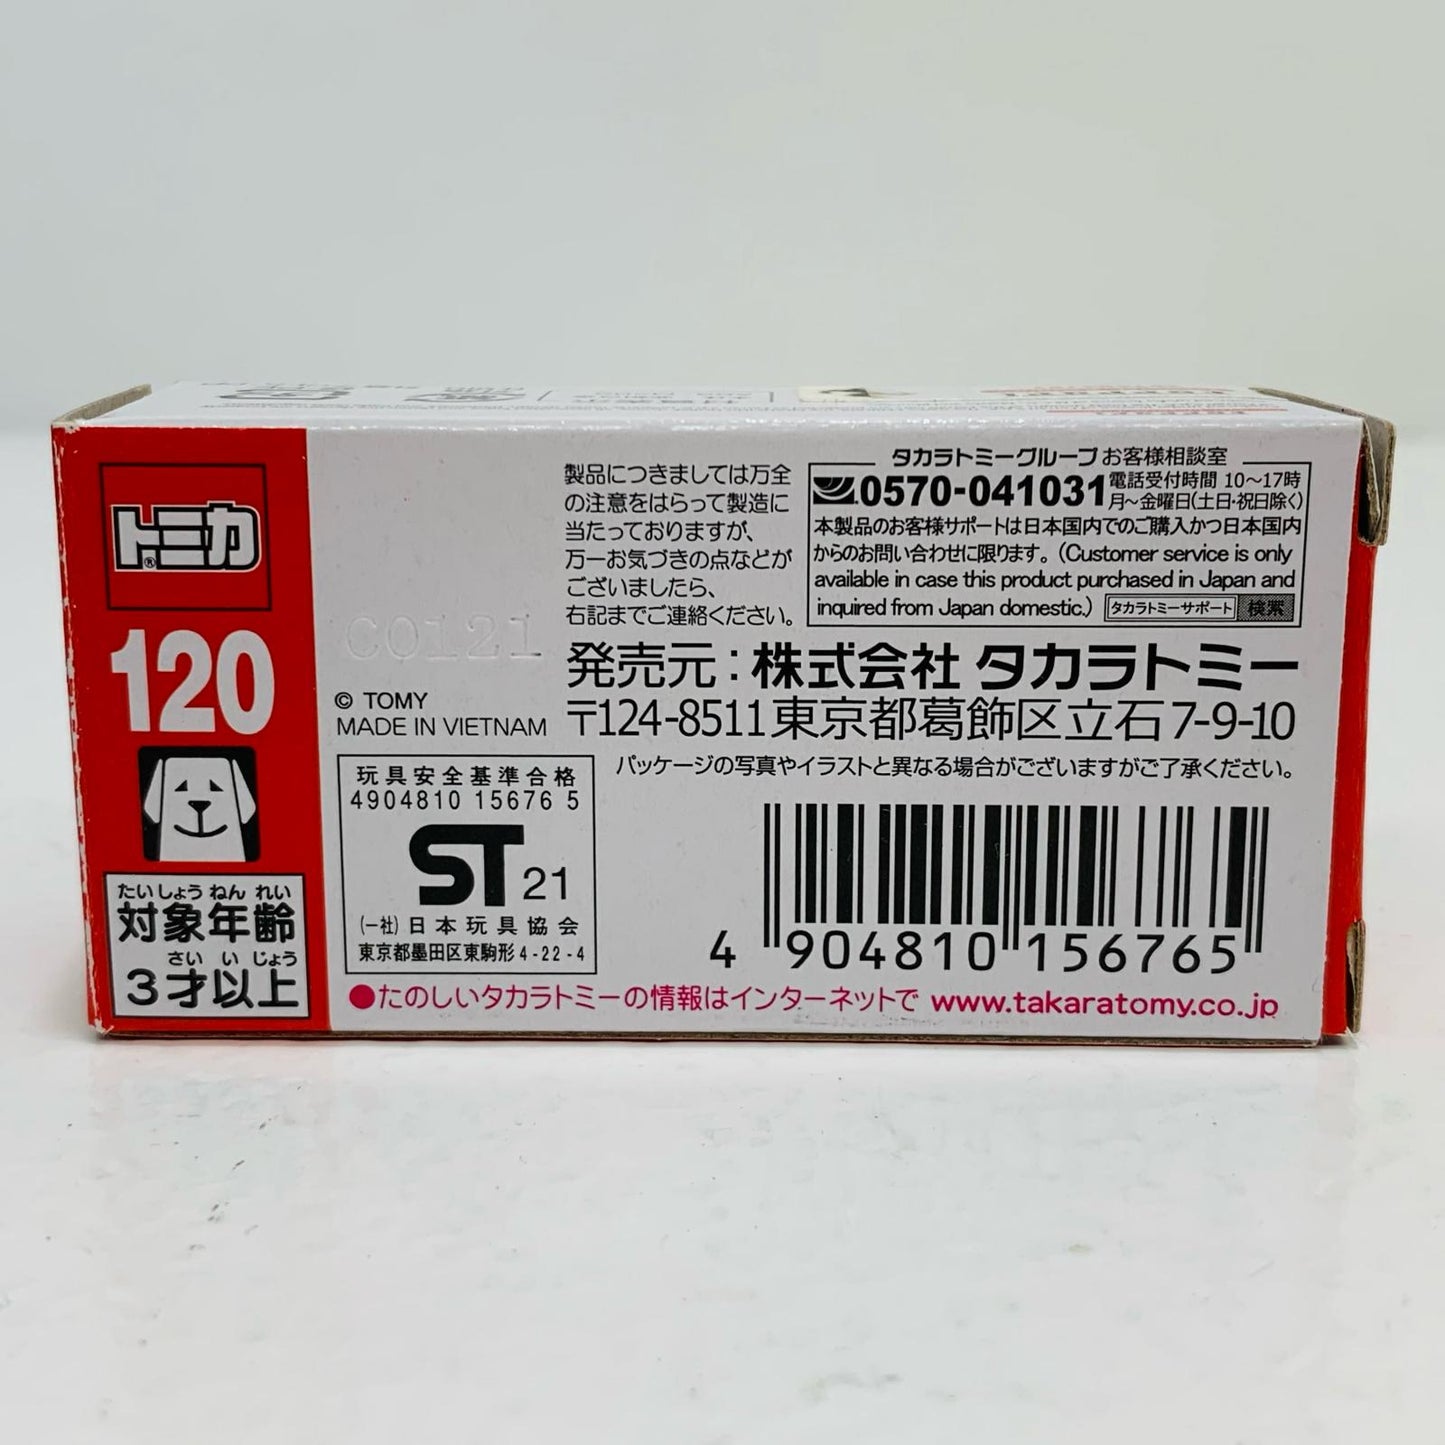 トミカ
®
120
たいしょう ねん れい
対象年齢
さい い じょう
3才以上
C0121
© TOMY
MADE IN VIETNAM
玩具安全基準合格
4904810 15676 5
ST 21
(一社)日本玩具協会
東京都墨田区東駒形4-22-4
製品につきましては万全
の注意をはらって製造に
当たっておりますが、
万一お気づきの点などが
ございましたら、
右記までご連絡ください。
タカラトミーグループ お客様相談室
0570-041031 電話受付時間 10～17時
月～金曜日(土日・祝日除く)
本製品のお客様サポートは日本国内でのご購入かつ日本国内
からのお問い合わせに限ります。(Customer service is only
available in case this product purchased in Japan and
inquired from Japan domestic.) タカラトミーサポート 検索
発売元：株式会社 タカラトミー
〒124-8511 東京都葛飾区立石 7-9-10
パッケージの写真やイラストと異なる場合がございますがご了承ください。
4 904810 156765
●たのしいタカラトミーの情報はインターネットで www.takaratomy.co.jp